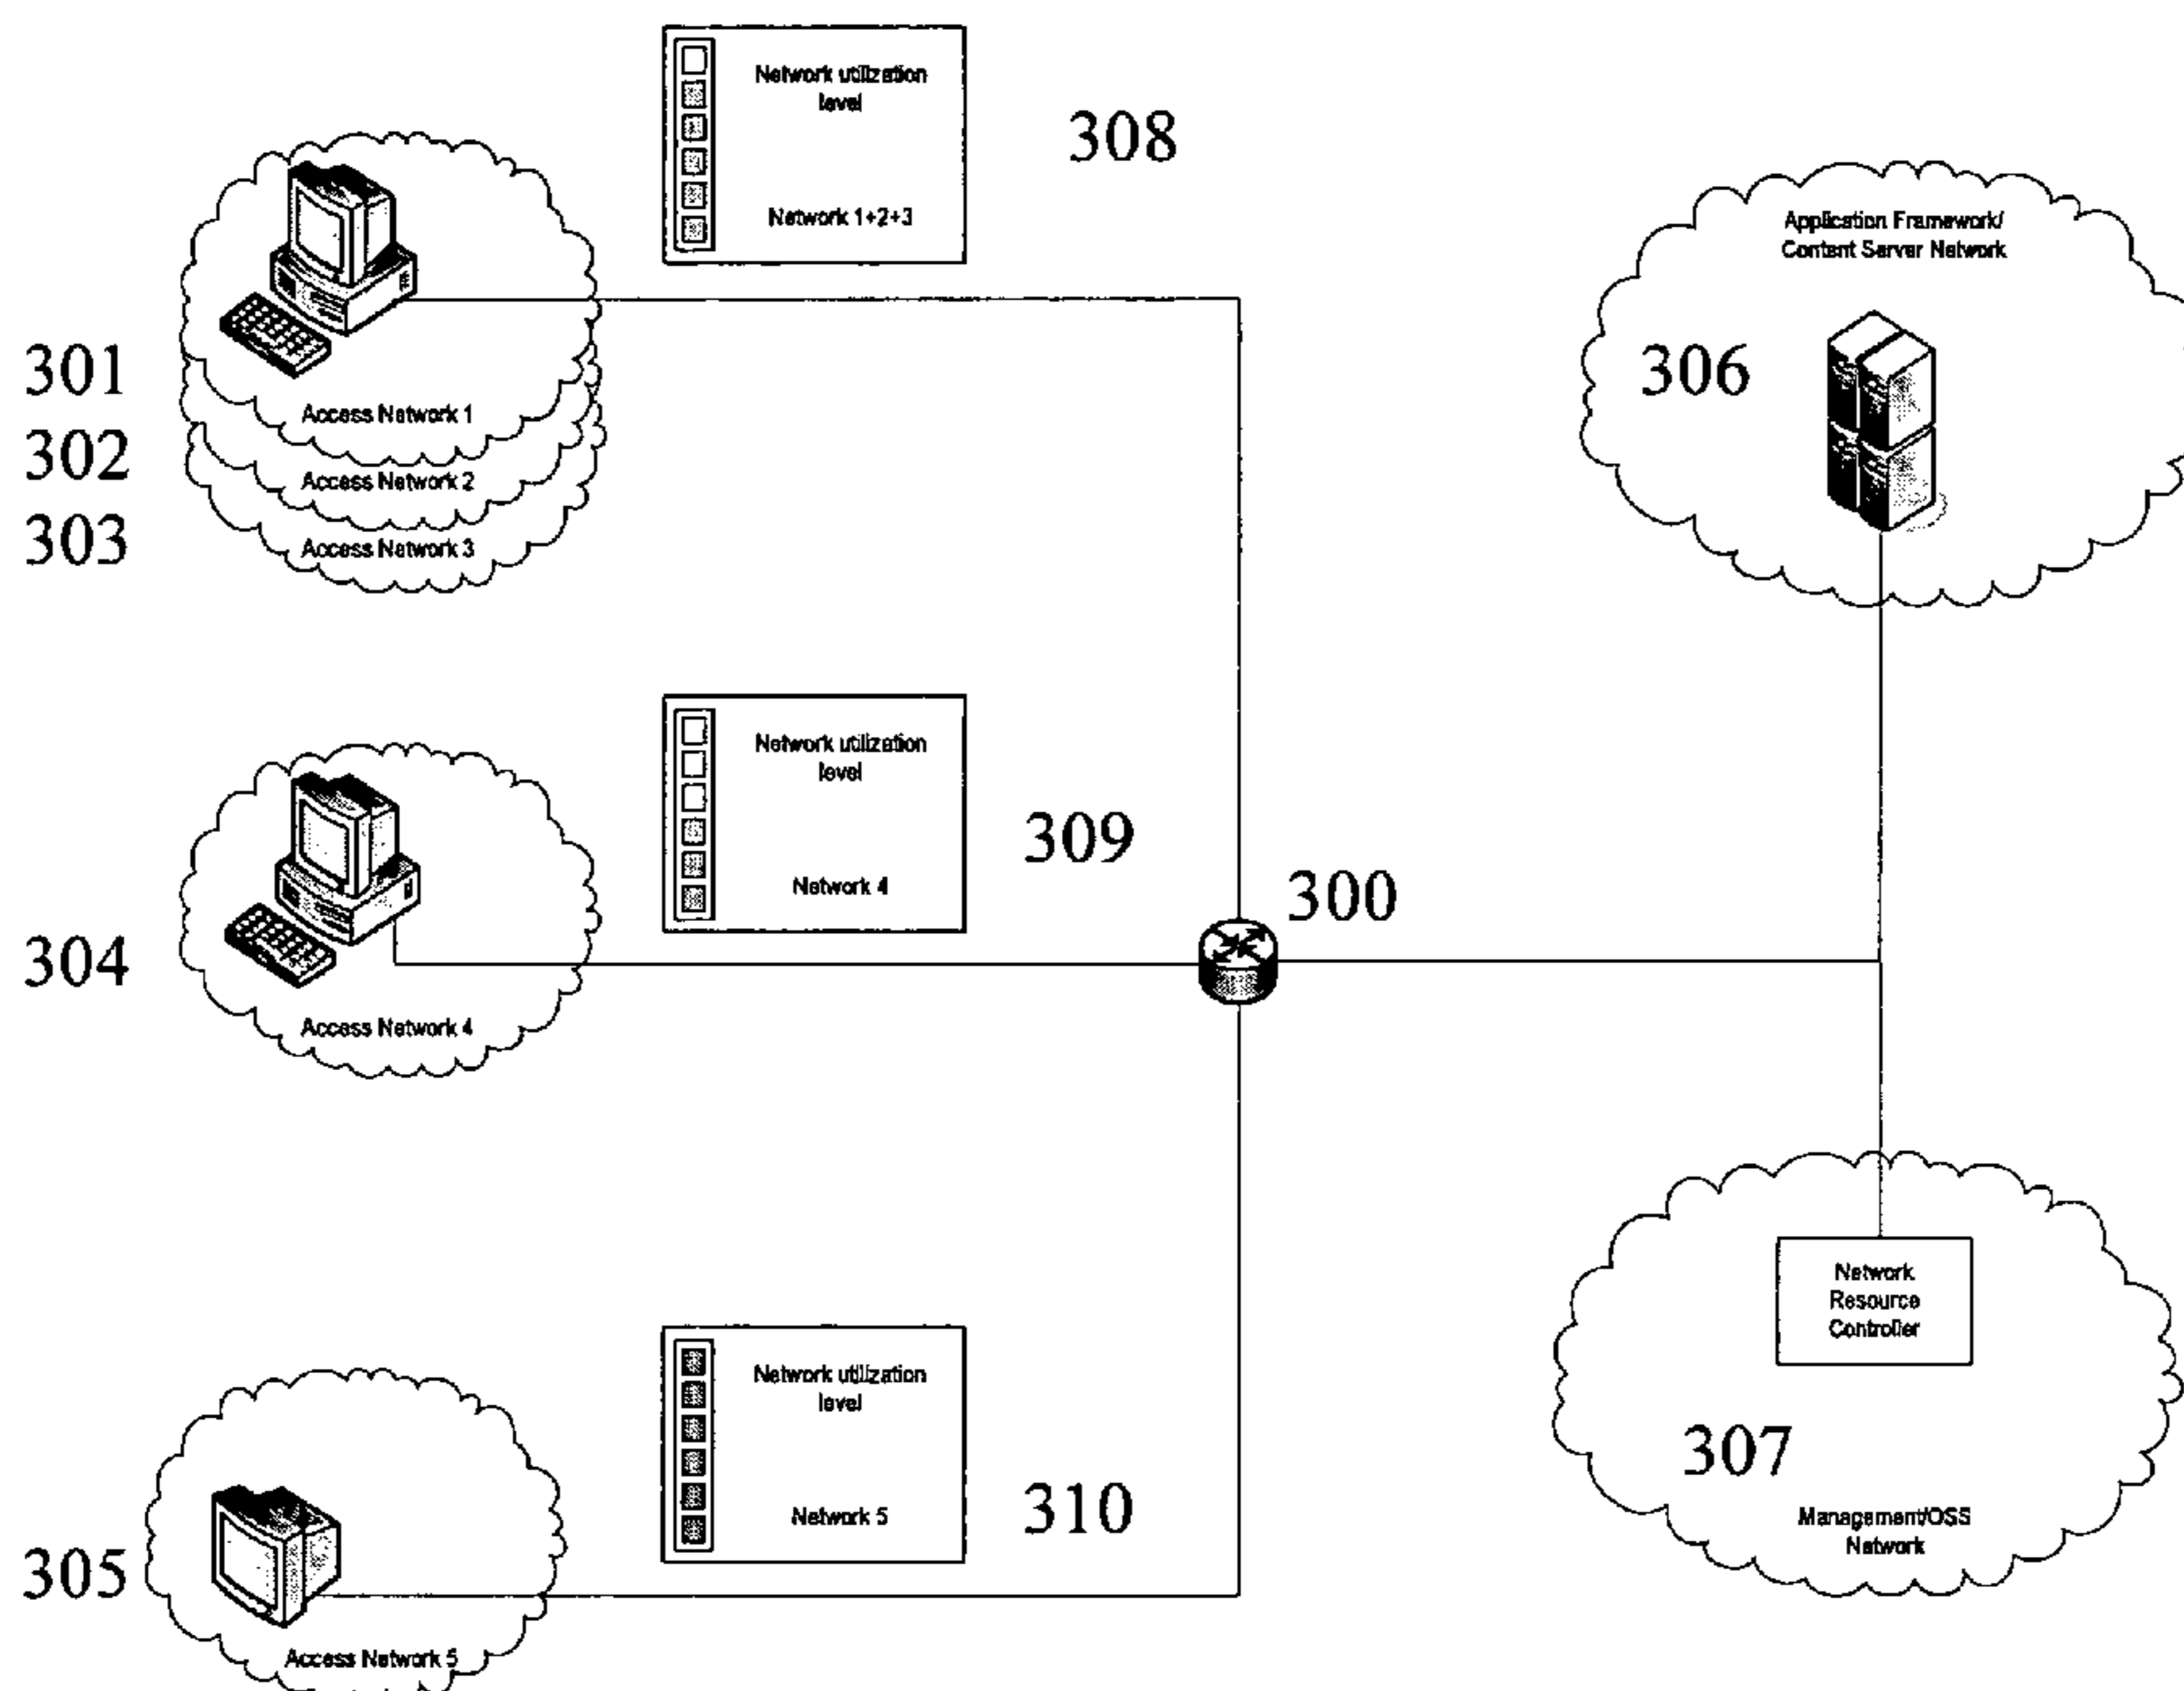 Network utilization
level
Network 1+2+3
308
301
302
303
Access Network 1
Access Network 2
Access Network 3
Application Framework/
Content Server Network
306
Network utilization
level
Network 4
309
300
304
Access Network 4
Network
Resource
Controller
307
Management/OSS
Network
Network utilization
level
Network 5
310
305
Access Network 5